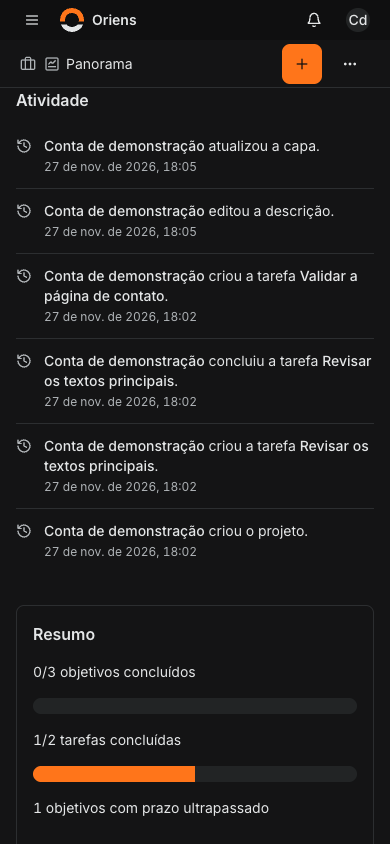 Oriens
Cd
Panorama
Atividade
Conta de demonstração atualizou a capa.
27 de nov. de 2026, 18:05
Conta de demonstração editou a descrição.
27 de nov. de 2026, 18:05
Conta de demonstração criou a tarefa Validar a
página de contato.
27 de nov. de 2026, 18:02
Conta de demonstração concluiu a tarefa Revisar
os textos principais.
27 de nov. de 2026, 18:02
Conta de demonstração criou a tarefa Revisar os
textos principais.
27 de nov. de 2026, 18:02
Conta de demonstração criou o projeto.
27 de nov. de 2026, 18:02
Resumo
0/3 objetivos concluídos
1/2 tarefas concluídas
1 objetivos com prazo ultrapassado